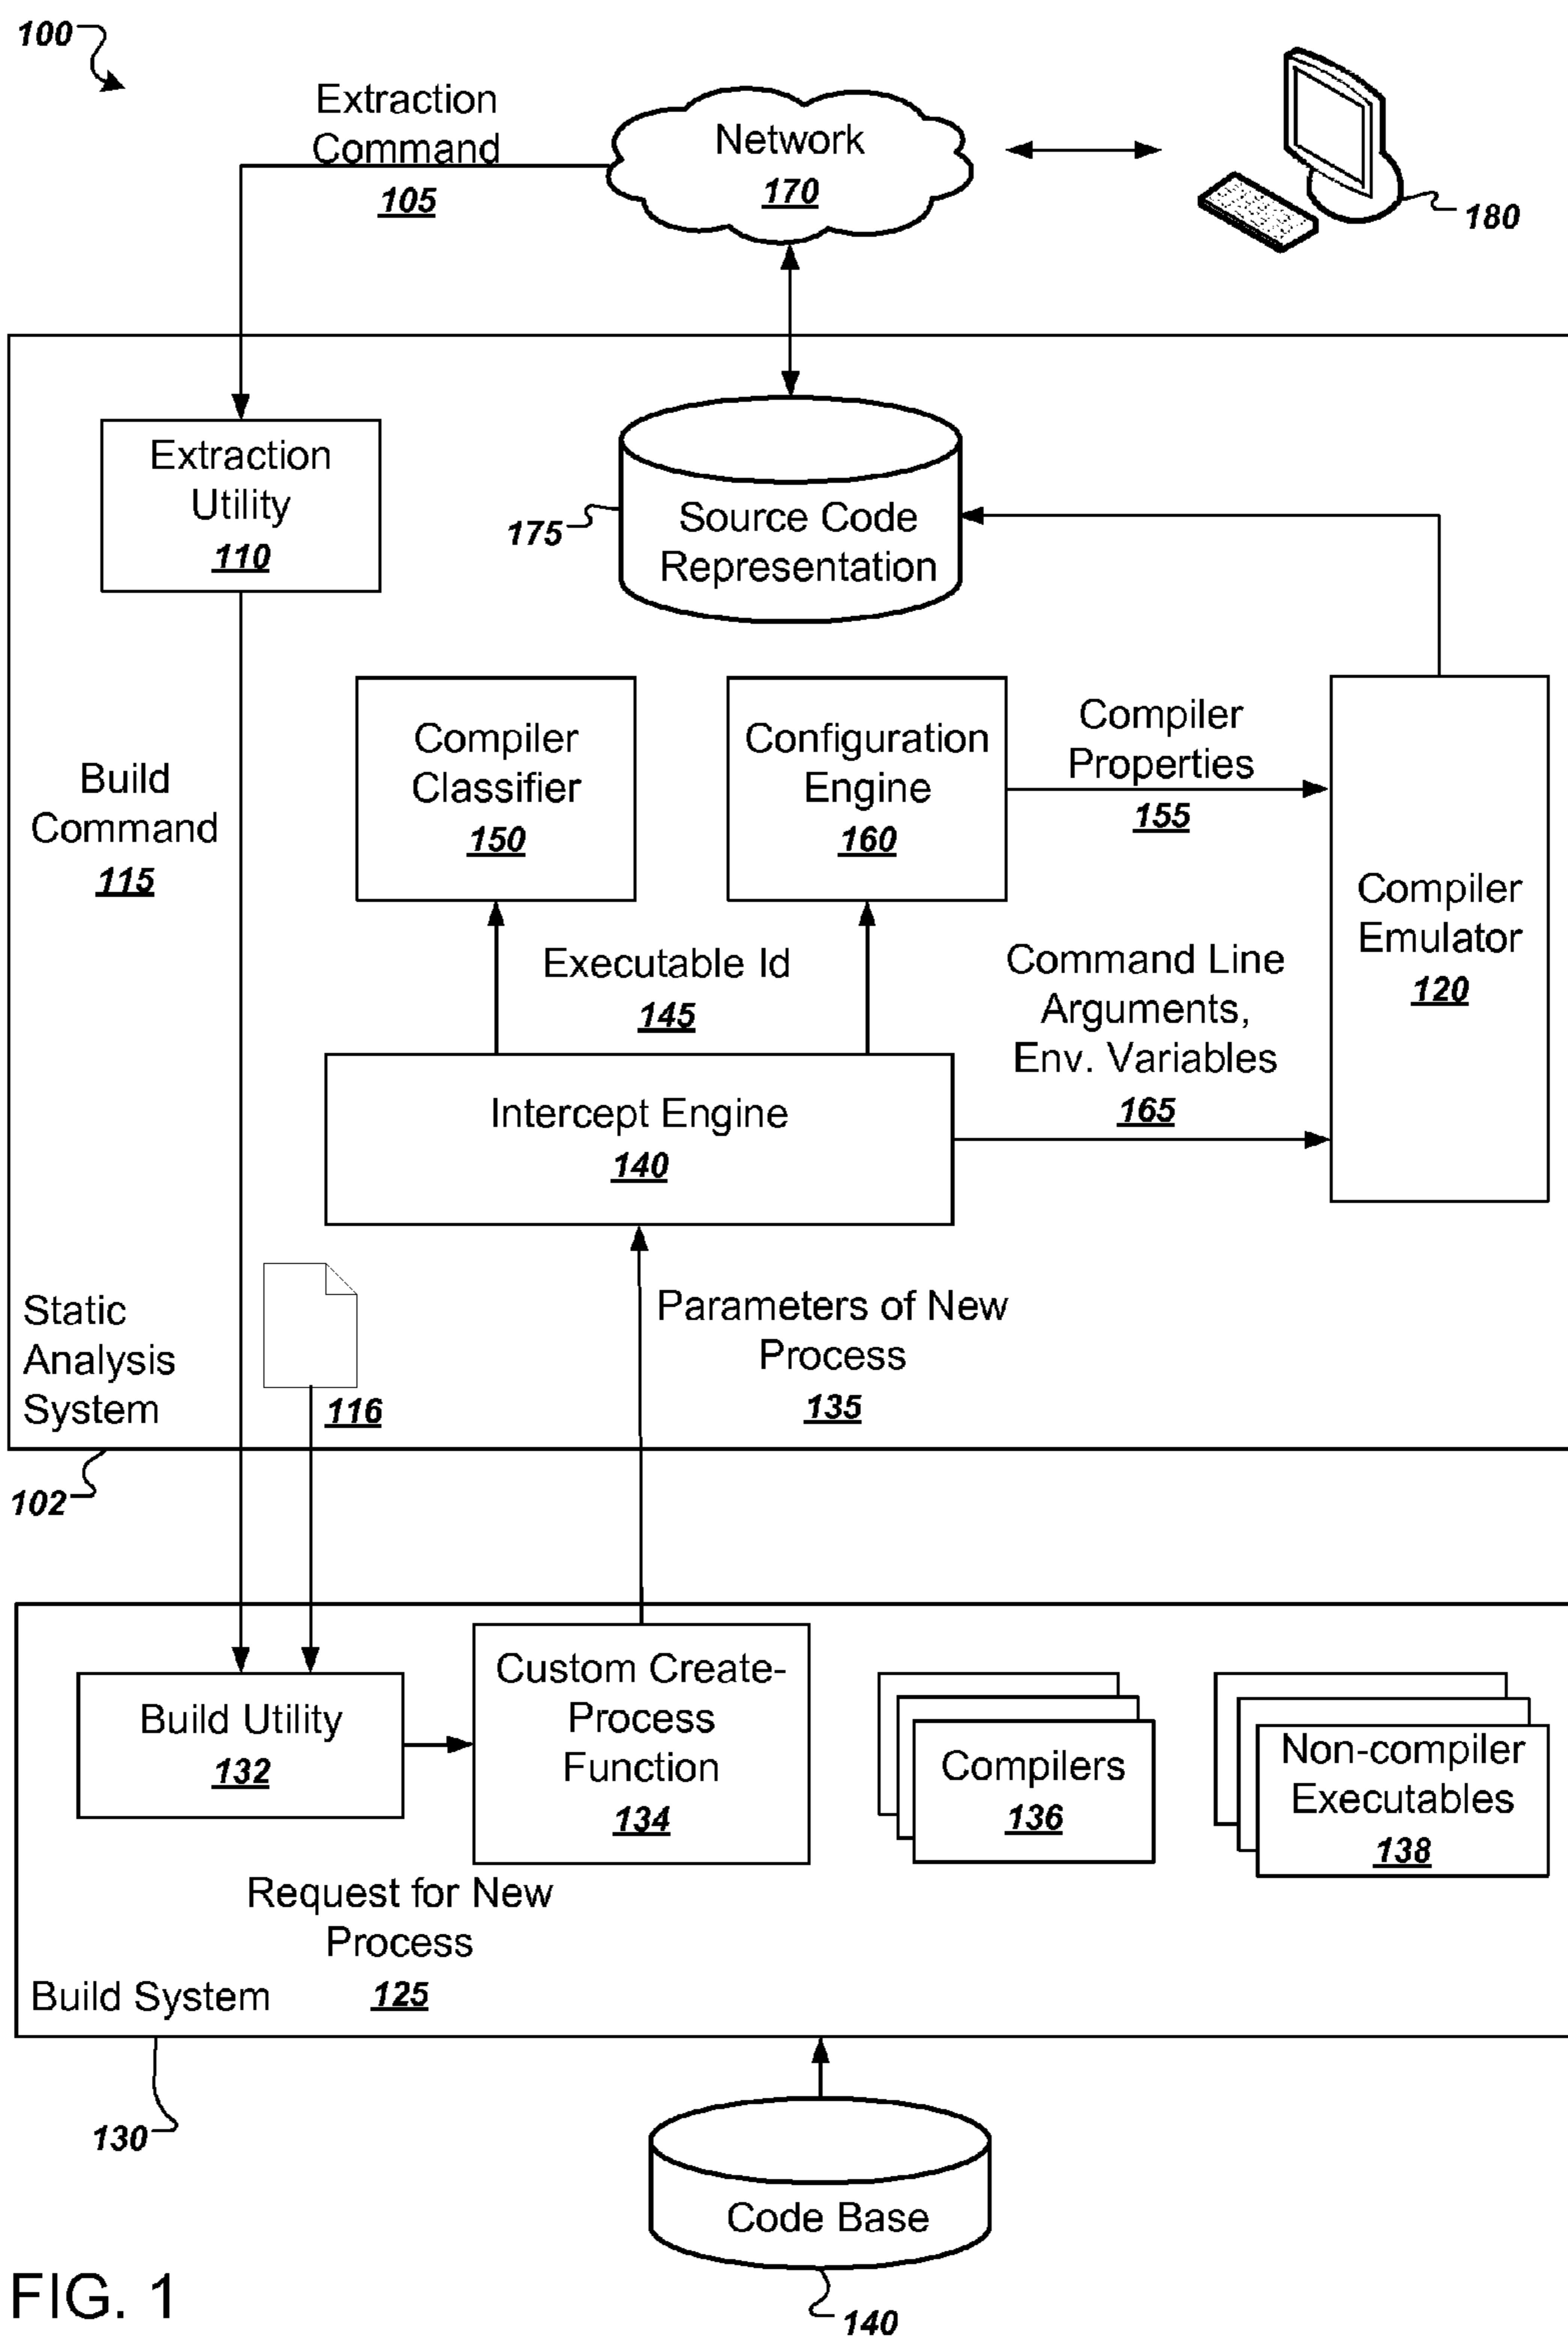 100
Extraction
Command
105
Network
170
180
Extraction
Utility
110
175
Source Code
Representation
Build
Command
115
Compiler
Classifier
150
Configuration
Engine
160
Compiler
Properties
155
Compiler
Emulator
120
Executable Id
145
Command Line
Arguments,
Env. Variables
165
Intercept Engine
140
Static
Analysis
System
116
Parameters of New
Process
135
102
Build Utility
132
Custom Create-
Process
Function
134
Compilers
136
Non-compiler
Executables
138
Request for New
Process
125
Build System
130
Code Base
140
FIG. 1